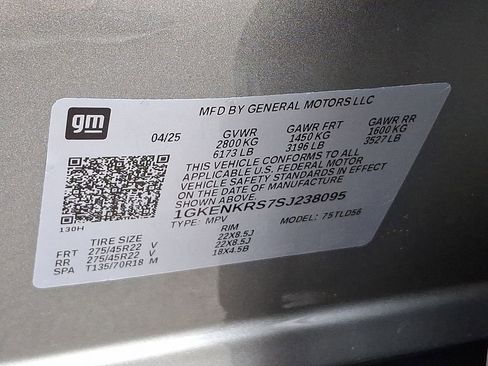 gm
MFD BY GENERAL MOTORS LLC
04/25 GVWR GAWR FRT GAWR RR
2800 KG 1450 KG 1600 KG
6173 LB 3196 LB 3527 LB
THIS VEHICLE CONFORMS TO ALL
APPLICABLE U.S. FEDERAL MOTOR
VEHICLE SAFETY STANDARDS IN EFFECT
ON THE DATE OF MANUFACTURE SHOWN ABOVE.
1GKENKRS7SJ238095
TYPE: MPV MODEL: 75TLD56
130H
TIRE SIZE RIM
FRT 275/45R22 V 22X8.5J
RR 275/45R22 V 22X8.5J
SPA T135/70R18 M 18X4.5B